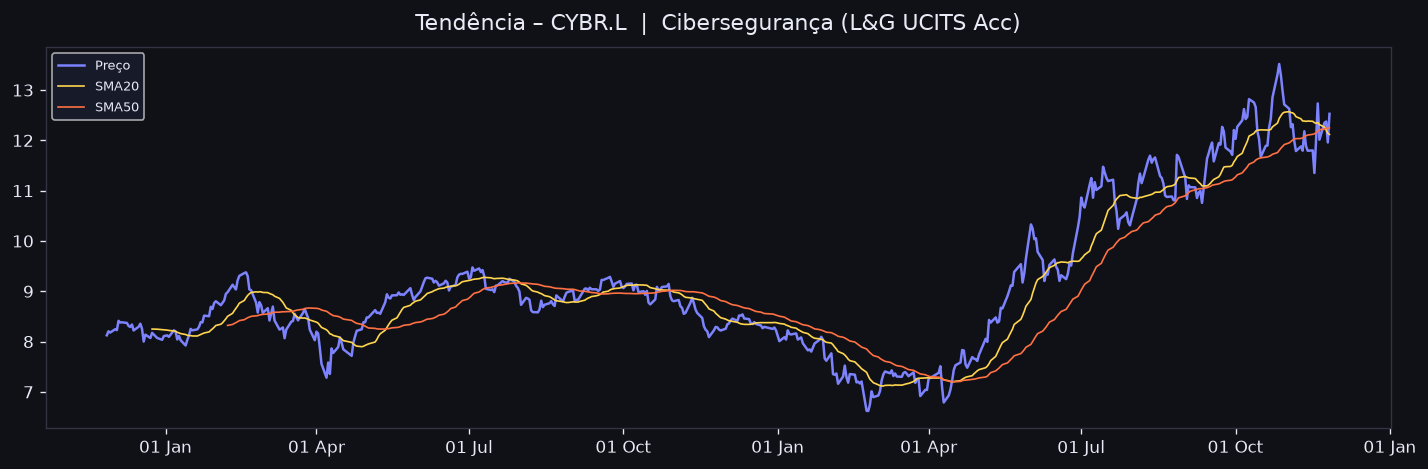 Tendência – CYBR.L | Cibersegurança (L&G UCITS Acc)
Preço
SMA20
SMA50
13
12
11
10
9
8
7
01 Jan 01 Apr 01 Jul 01 Oct 01 Jan 01 Apr 01 Jul 01 Oct 01 Jan